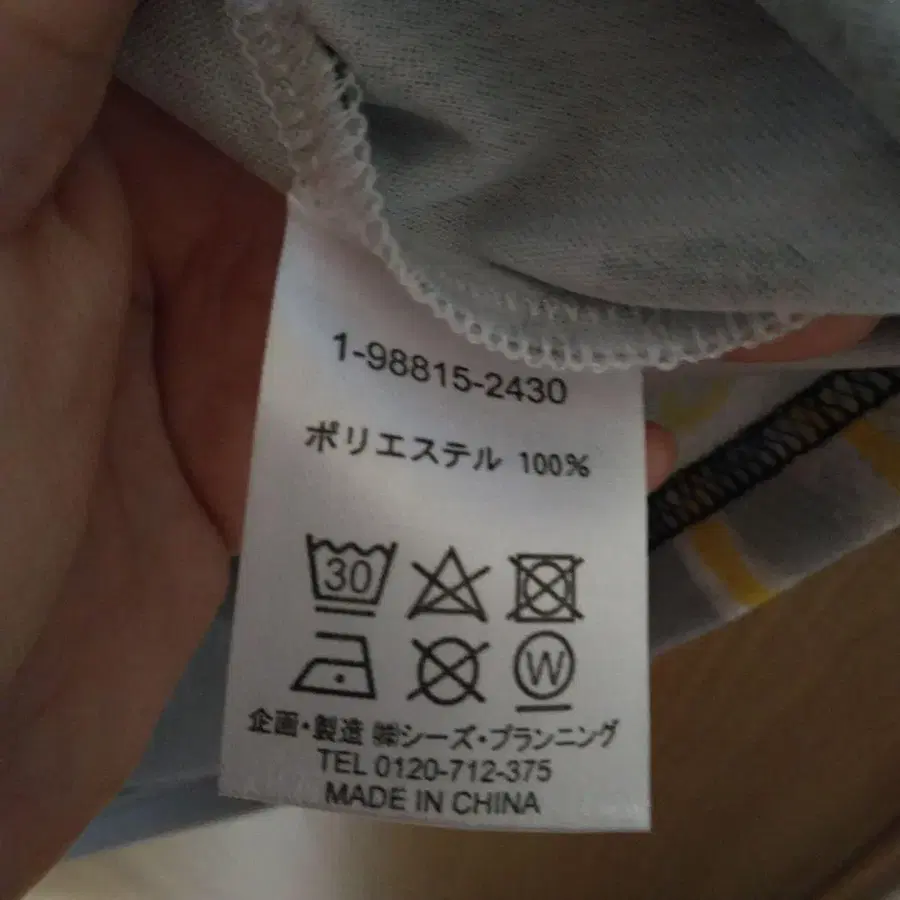 1-98815-2430
ポリエステル 100%
30
W
企画・製造 ㈱シーズ・プランニング
TEL 0120-712-375
MADE IN CHINA